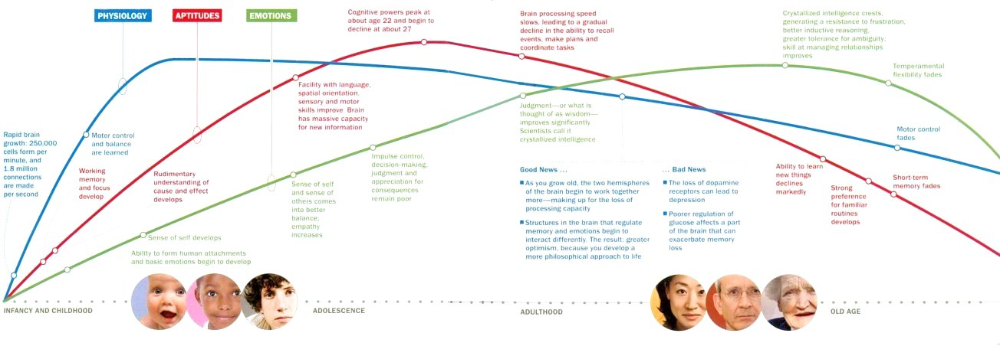 PHYSIOLOGY
APTITUDES
EMOTIONS
Cognitive powers peak at
about age 22 and begin to
decline at about 27
Brain processing speed
slows, leading to a gradual
decline in the ability to recall
events, make plans and
coordinate tasks
Crystallized intelligence crests,
generating a resistance to frustration,
better inductive reasoning,
greater tolerance for ambiguity,
skill at managing relationships
improves
Temperamental
flexibility fades
Facility with language,
spatial orientation,
sensory and motor
skills improve. Brain
has massive capacity
for new information
Judgment—or what is
thought of as wisdom—
improves significantly
Scientists call it
crystallized intelligence
Rapid brain
growth: 250,000
cells form per
minute, and
1.8 million
connections
are made
per second
Motor control
and balance
are learned
Motor control
fades
Working
memory
and focus
develop
Rudimentary
understanding of
cause and effect
develops
Sense of self
and sense of
others comes
into better
balance,
empathy
increases
Impulse control,
decision-making,
judgment and
appreciation for
consequences
remain poor
Good News ...
As you grow old, the two hemispheres
of the brain begin to work together
more—making up for the loss of
processing capacity
Structures in the brain that regulate
memory and emotions begin to
interact differently. The result: greater
optimism, because you develop a
more philosophical approach to life
... Bad News
The loss of dopamine
receptors can lead to
depression
Poorer regulation of
glucose affects a part
of the brain that can
exacerbate memory
loss
Ability to learn
new things
declines
markedly
Strong
preference
for familiar
routines
develops
Short-term
memory fades
Sense of self develops
Ability to form human attachments
and basic emotions begin to develop
INFANCY AND CHILDHOOD
ADOLESCENCE
ADULTHOOD
OLD AGE